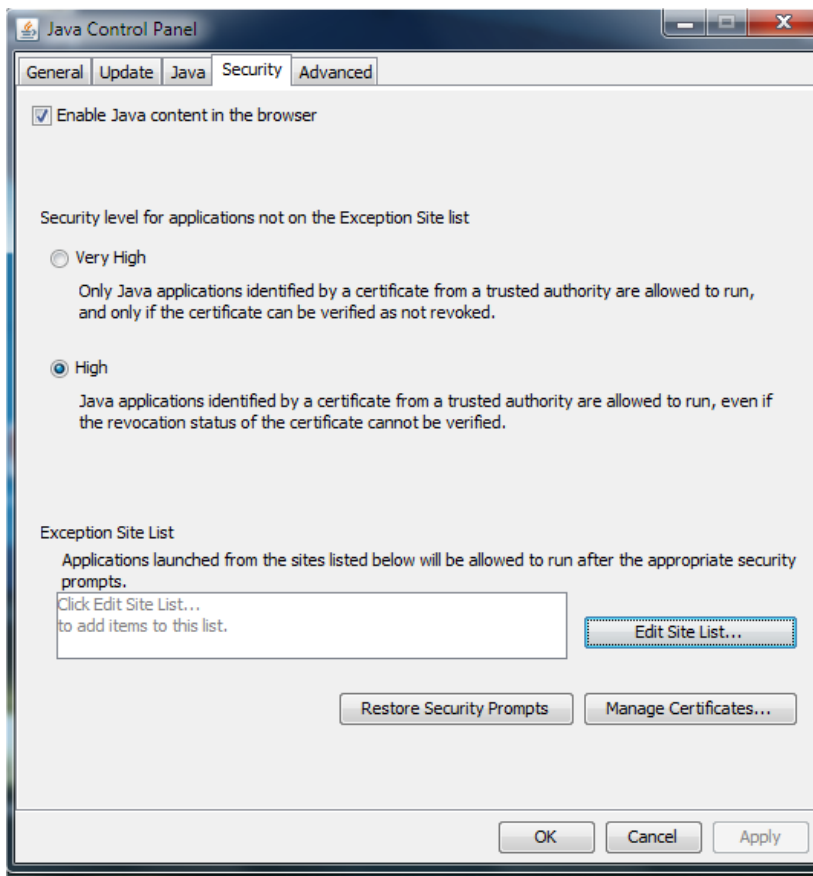 Java Control Panel
General Update Java Security Advanced
Enable Java content in the browser
Security level for applications not on the Exception Site list
Very High
Only Java applications identified by a certificate from a trusted authority are allowed to run,
and only if the certificate can be verified as not revoked.
High
Java applications identified by a certificate from a trusted authority are allowed to run, even if
the revocation status of the certificate cannot be verified.
Exception Site List
Applications launched from the sites listed below will be allowed to run after the appropriate security
prompts.
Click Edit Site List...
to add items to this list.
Edit Site List...
Restore Security Prompts Manage Certificates...
OK Cancel Apply